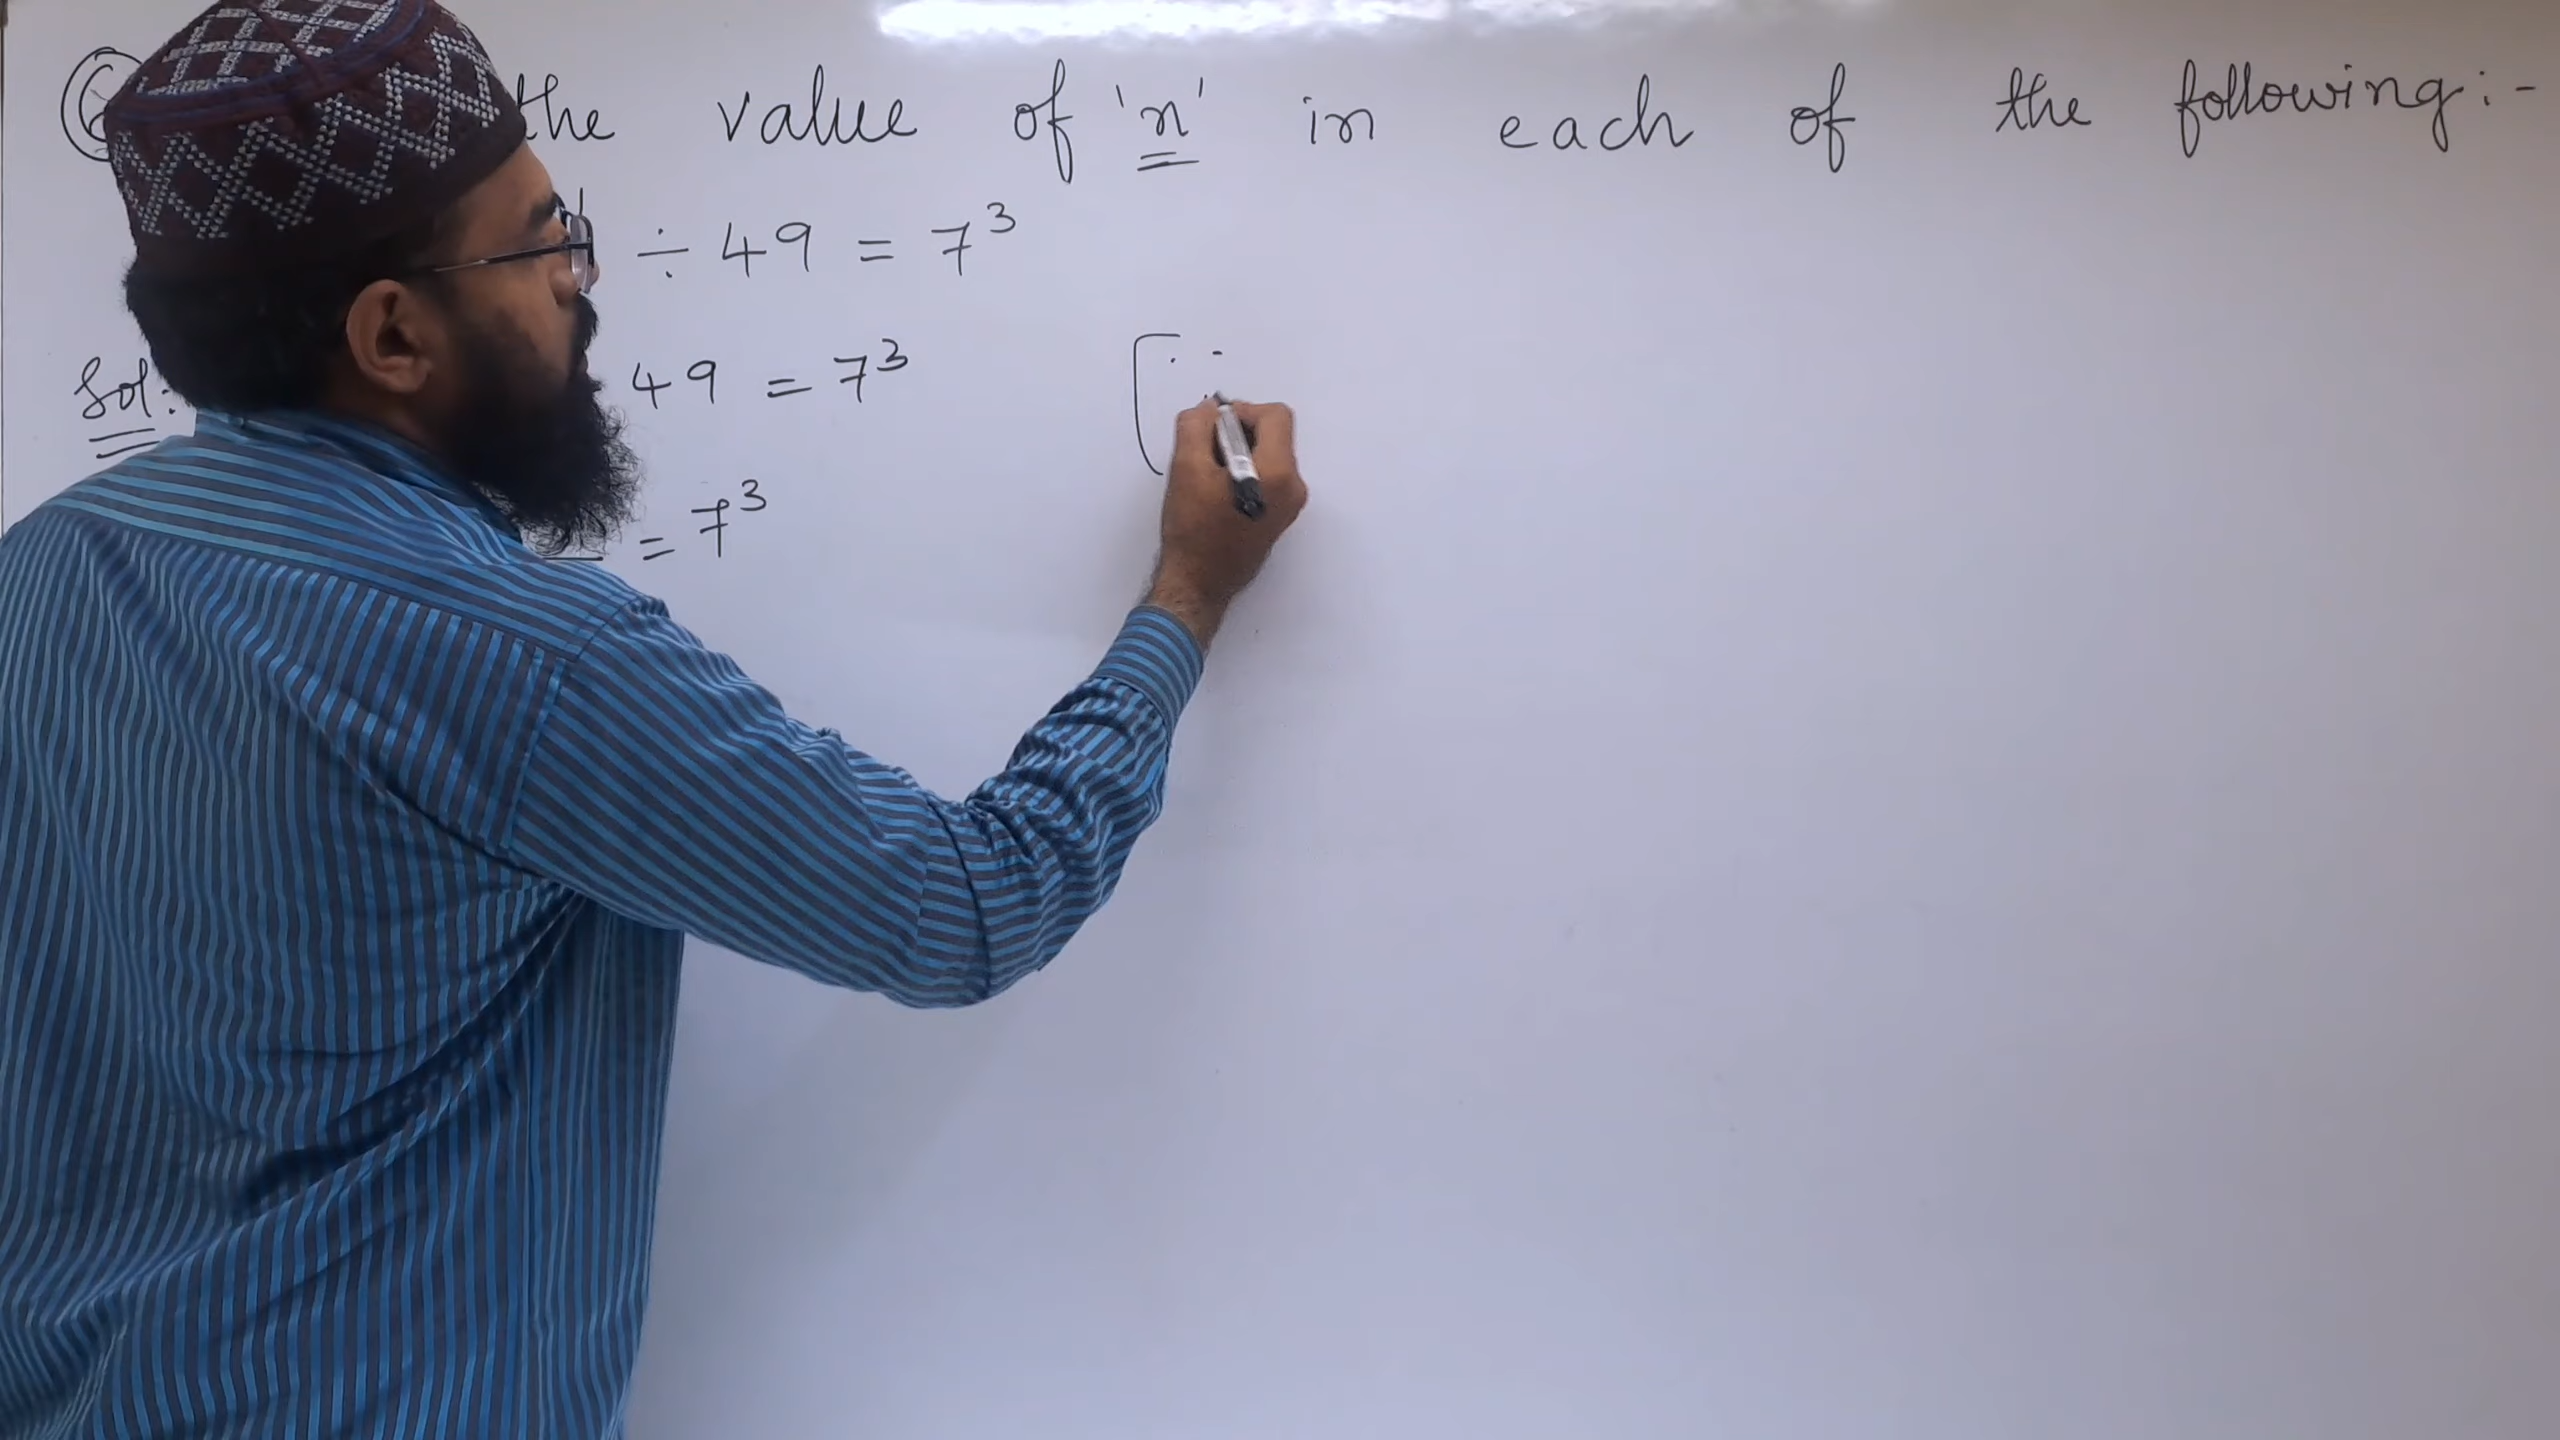 the value of 'n' in each of the following:-
÷ 49 = 7³
Sol: 49 = 7³
= 7³